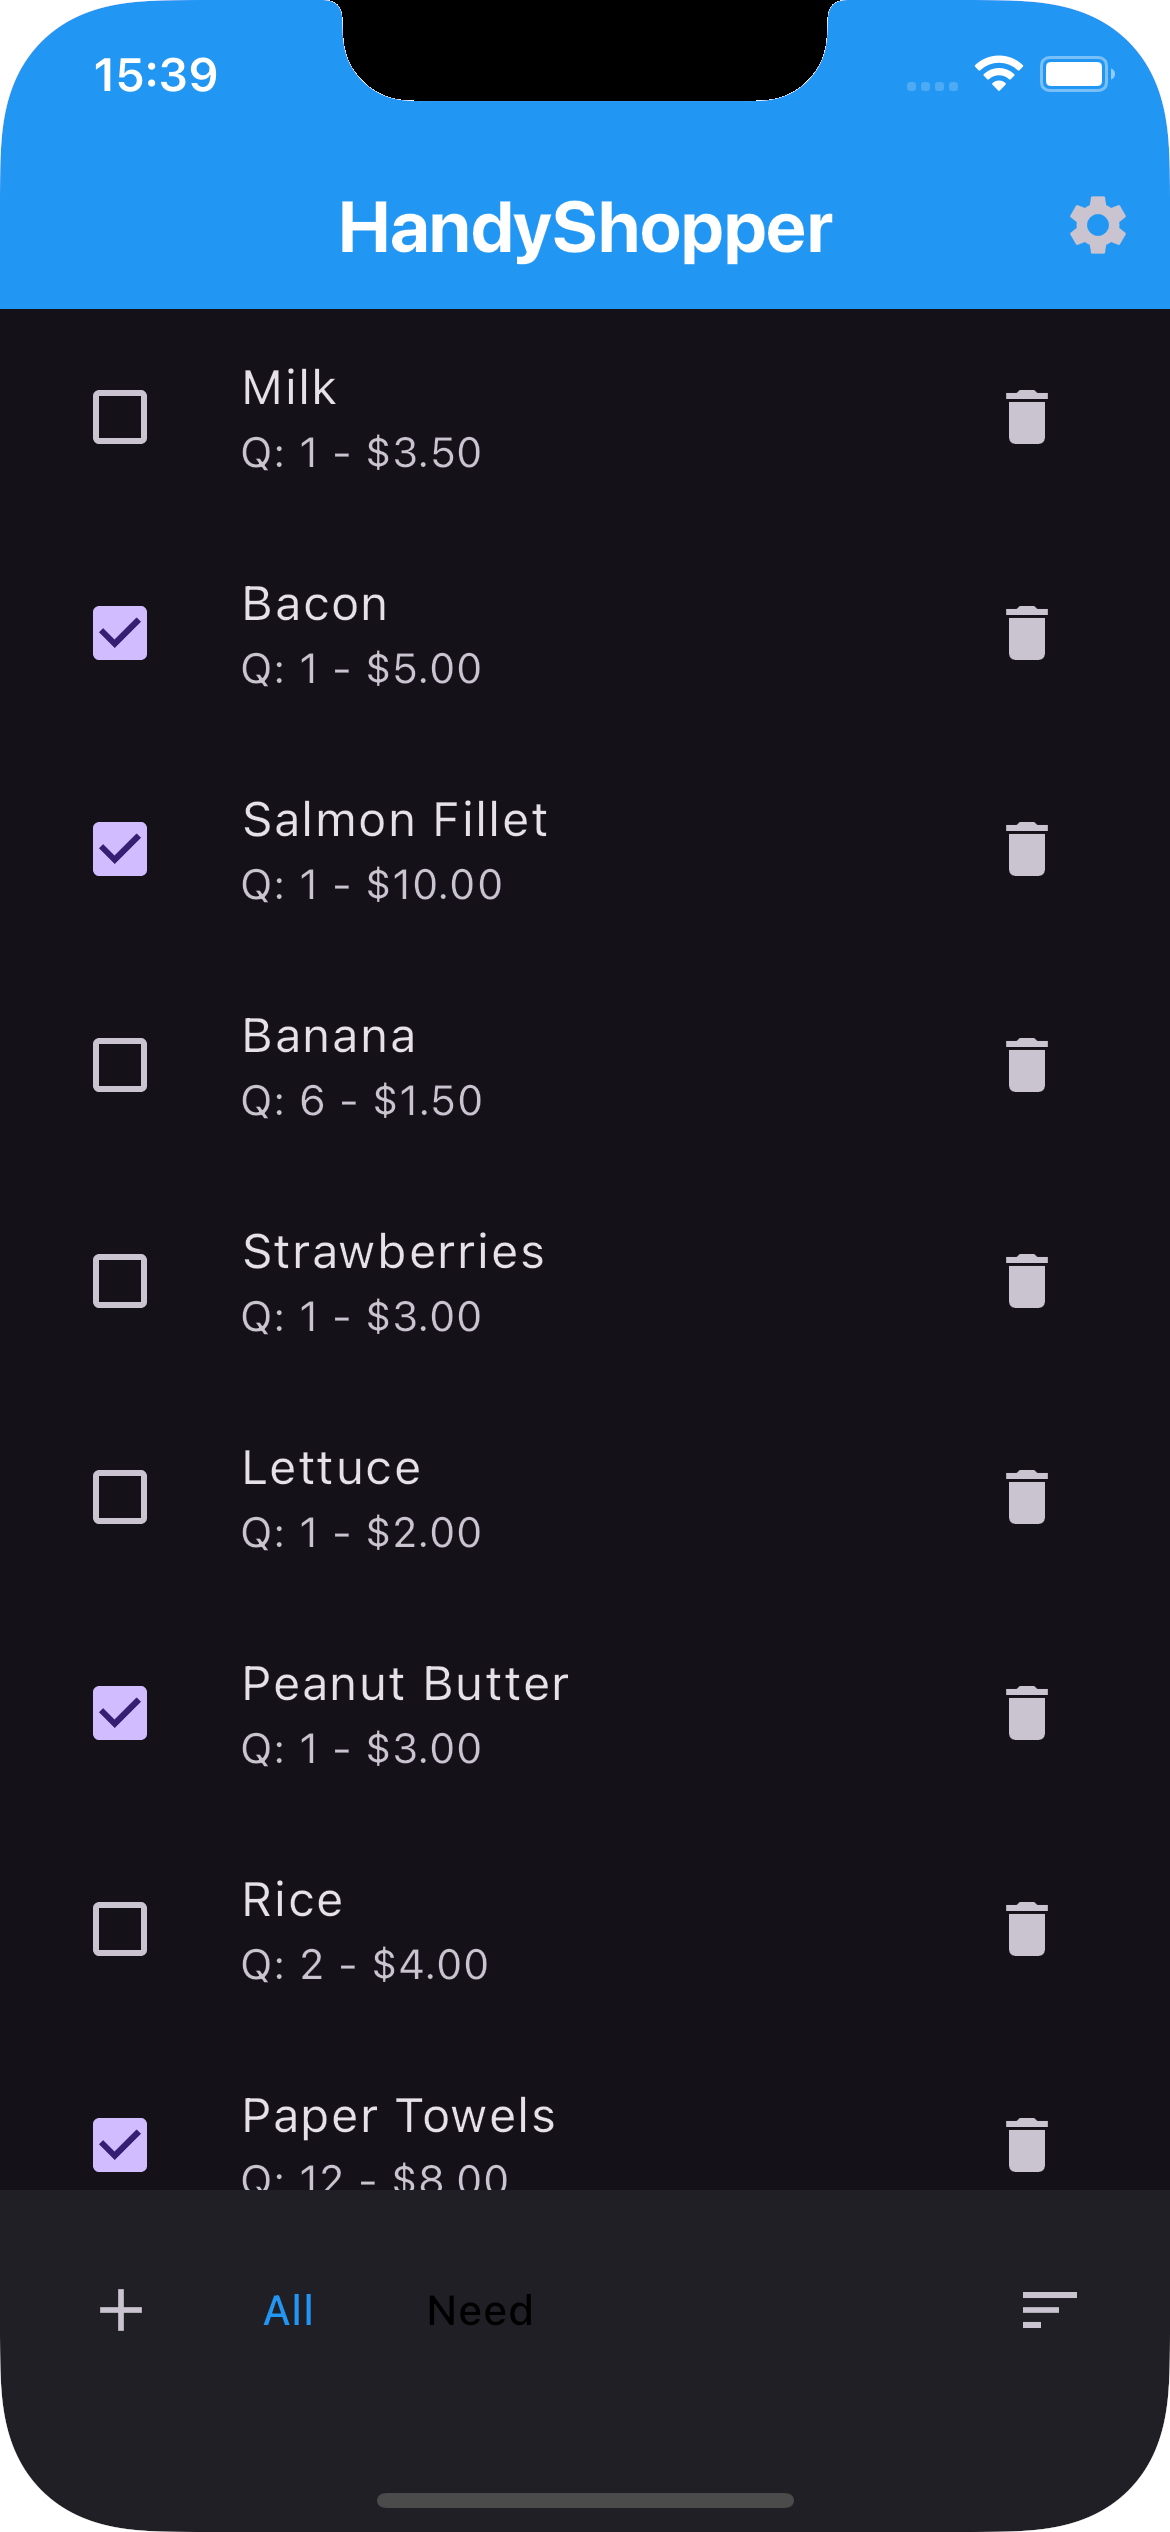 15:39
HandyShopper
Milk
Q: 1 - $3.50
Bacon
Q: 1 - $5.00
Salmon Fillet
Q: 1 - $10.00
Banana
Q: 6 - $1.50
Strawberries
Q: 1 - $3.00
Lettuce
Q: 1 - $2.00
Peanut Butter
Q: 1 - $3.00
Rice
Q: 2 - $4.00
Paper Towels
Q: 12 - $8.00
All
Need